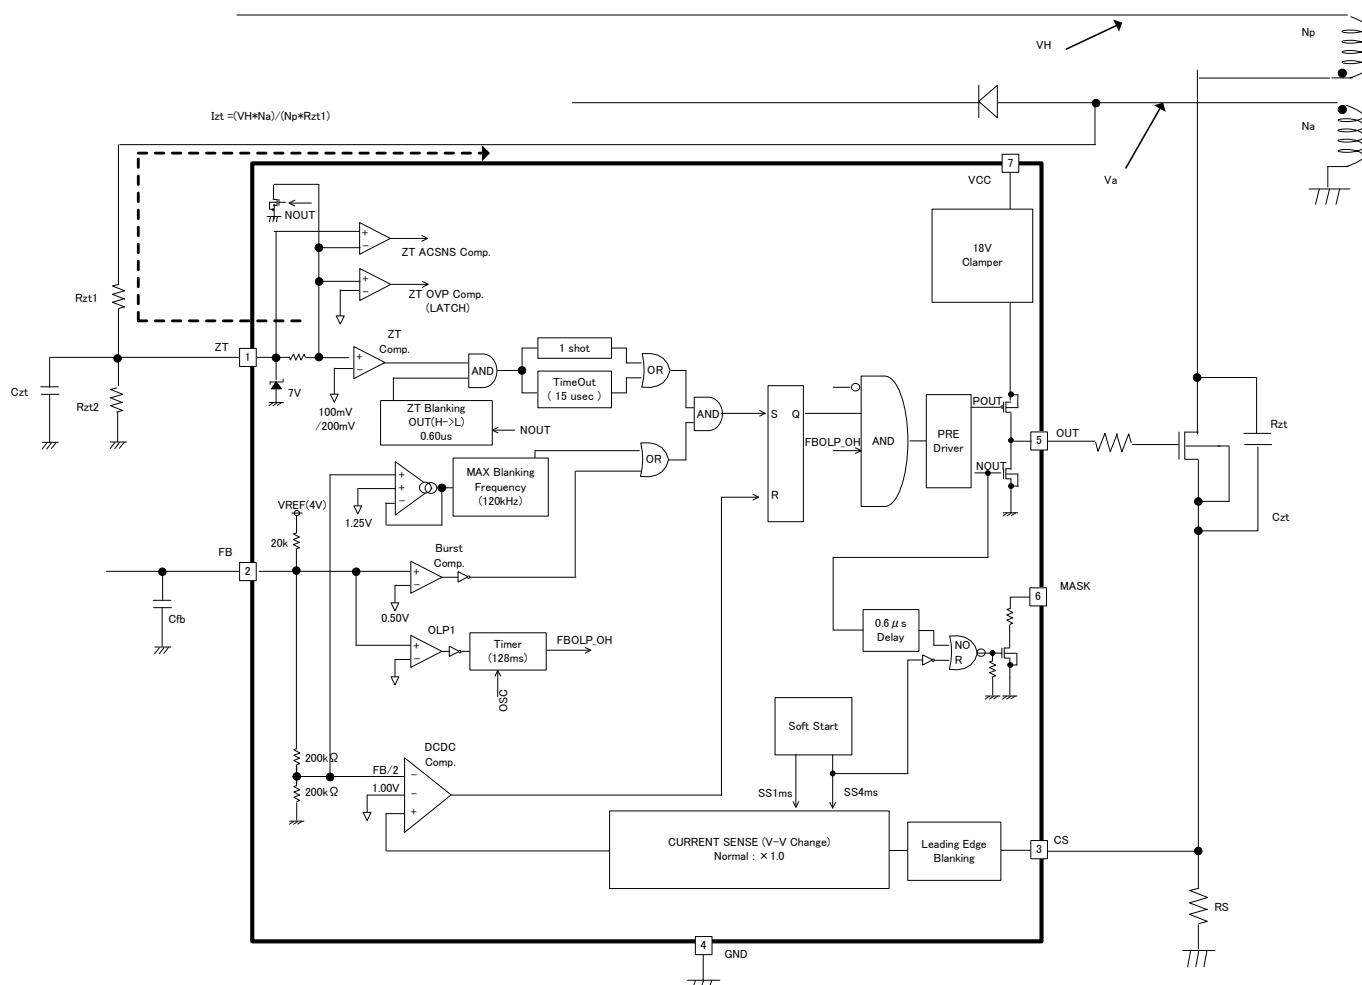 VH
Np
Izt =(VH*Na)/(Np*Rzt1)
Na
Va
7
VCC
NOUT
18V
Clamper
ZT ACSNS Comp.
ZT OVP Comp.
(LATCH)
Rzt1
ZT
1
ZT
Comp.
1 shot
OR
AND
TimeOut
( 15 usec )
7V
Czt
Rzt2
100mV
/200mV
ZT Blanking
OUT(H->L)
0.60us
NOUT
AND
S
Q
R
FBOLP_OH
AND
PRE
Driver
POUT
NOUT
5
OUT
Rzt
Czt
OR
MAX Blanking
Frequency
(120kHz)
1.25V
VREF(4V)
20k
FB
2
Burst
Comp.
0.50V
Cfb
OLP1
Timer
(128ms)
FBOLP_OH
OSC
MASK
6
0.6μs
Delay
NO
R
Soft Start
SS1ms
SS4ms
200kΩ
200kΩ
FB/2
1.00V
DCDC
Comp.
CURRENT SENSE (V-V Change)
Normal : ×1.0
Leading Edge
Blanking
3
CS
RS
4
GND
+
−
+
−
+
−
+
+
−
+
−
+
−
−
−
+